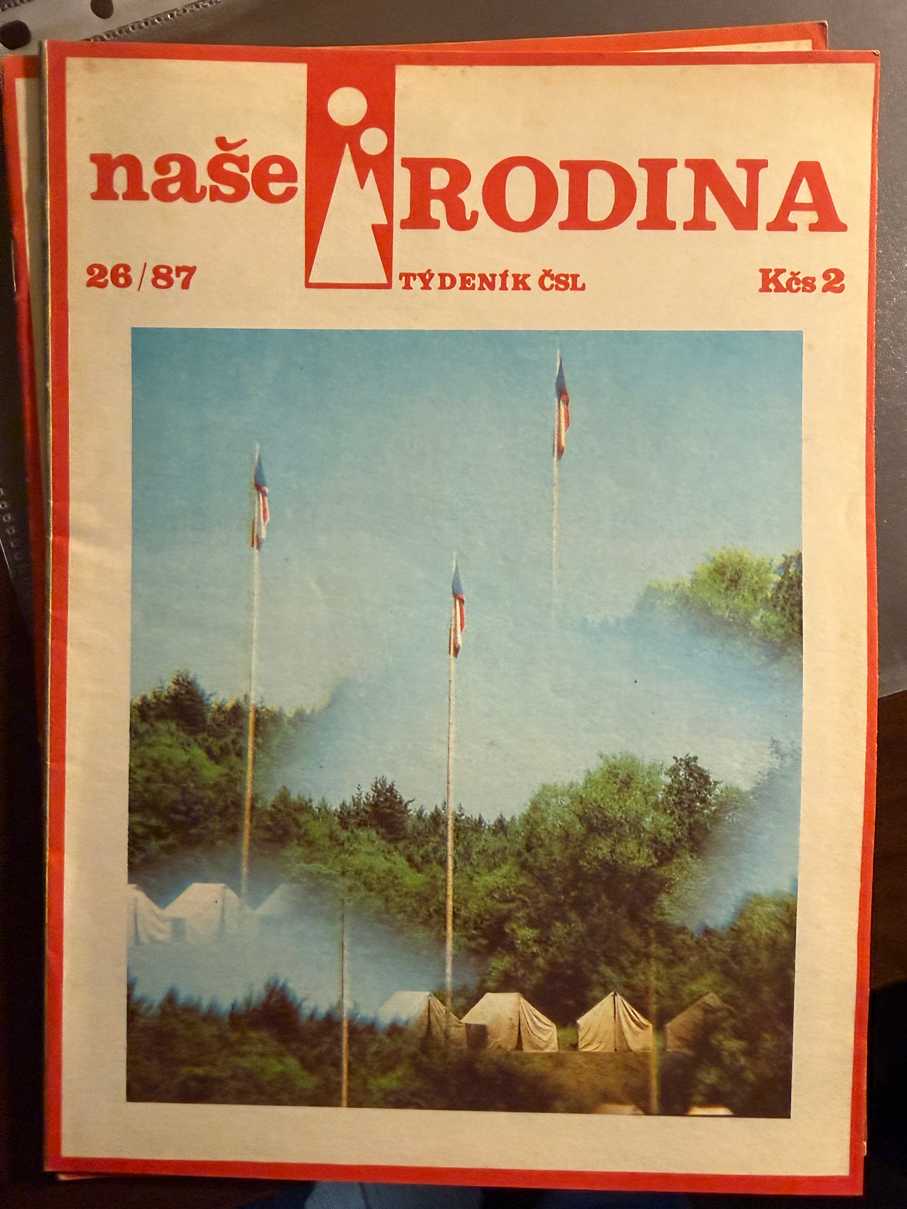 naše RODINA
26/87 TÝDENÍK ČSL Kčs 2